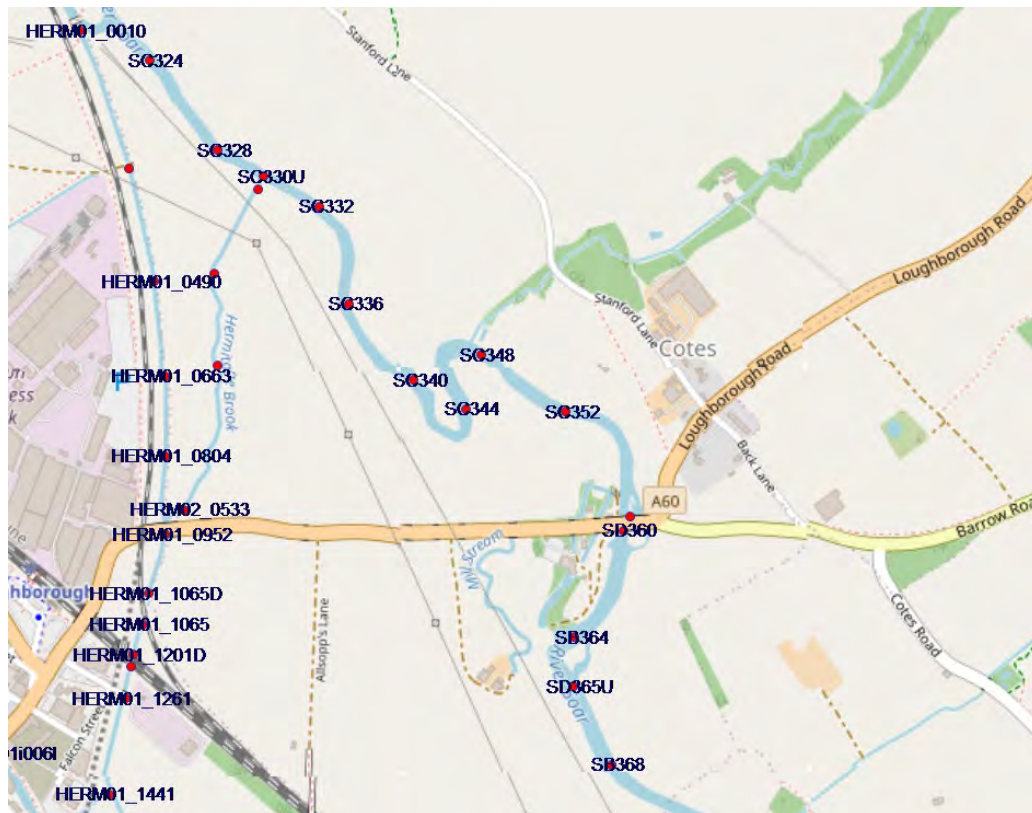 HERM01_0010
Stanford Lane
SC324
SC328
SC330U
SC332
Loughborough Road
HERM01_0490
SC336
Stanford Lane
Hermitage Brook
SC348
Cotes
HERM01_0663
SC340
Loughborough Road
SC344
SC352
Back Lane
HERM01_0804
A60
HERM02_0533
HERM01_0952
SD360
Barrow Road
Mill Stream
HERM01_1065D
HERM01_1065
Allsopp's Lane
Cotes Road
SD364
HERM01_1201D
SD365U
River Soar
HERM01_1261
Falcon Street
SD368
HERM01_1441